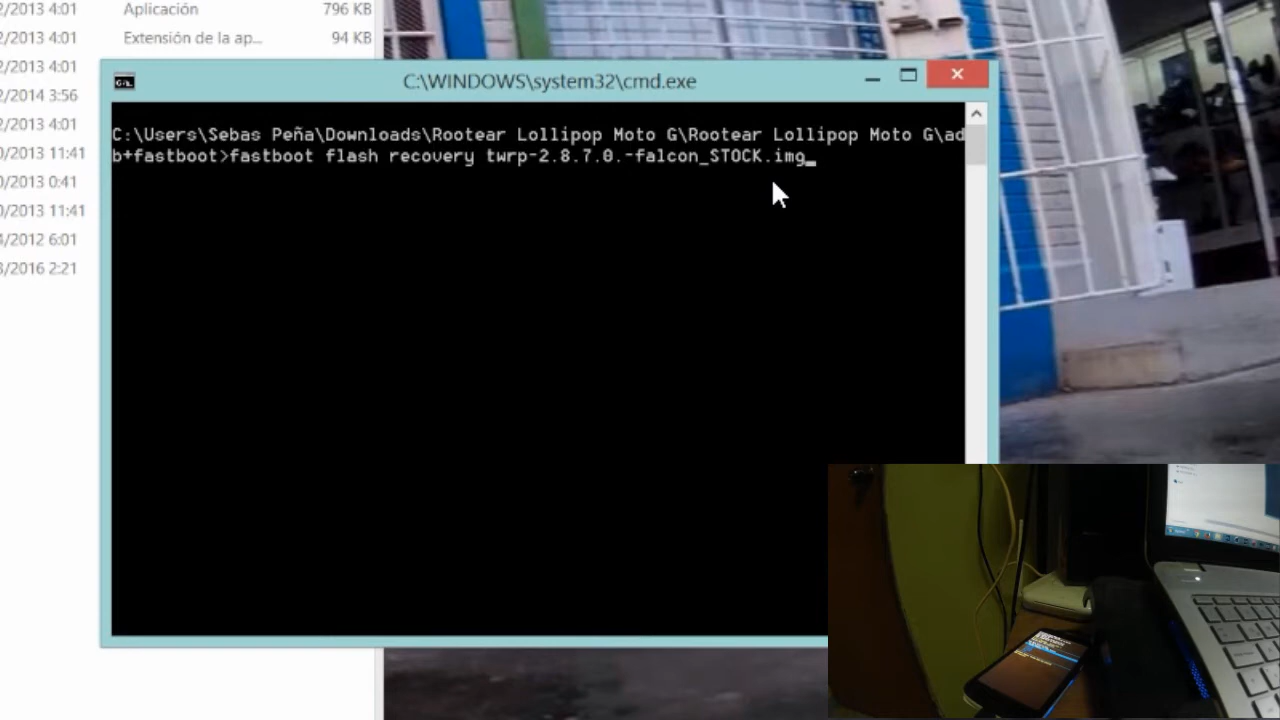 2/2013 4:01 Aplicación 796 KB
2/2013 4:01 Extensión de la ap... 94 KB
2/2013 4:01
2/2014 3:56
2/2013 4:01
0/2013 11:41
2/2013 0:41
0/2013 11:41
4/2012 6:01
3/2016 2:21
C:\WINDOWS\system32\cmd.exe
C:\Users\Sebas Peña\Downloads\Rootear Lollipop Moto G\Rootear Lollipop Moto G\ad
b+fastboot>fastboot flash recovery twrp-2.8.7.0.-falcon_STOCK.img_